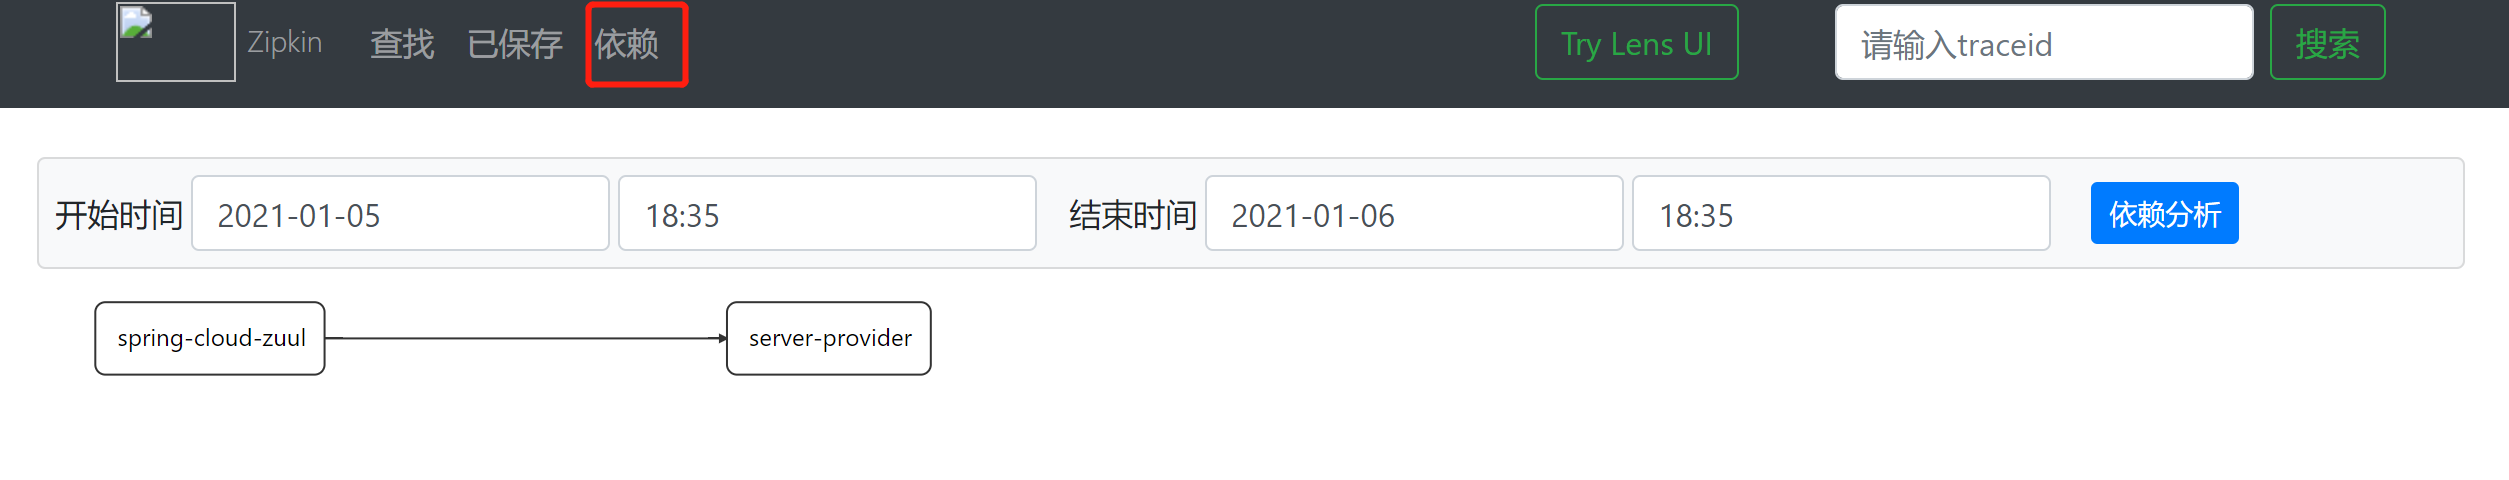 Zipkin 查找 已保存 依赖 Try Lens UI 请输入traceid 搜索
开始时间 2021-01-05 18:35 结束时间 2021-01-06 18:35 依赖分析
spring-cloud-zuul server-provider